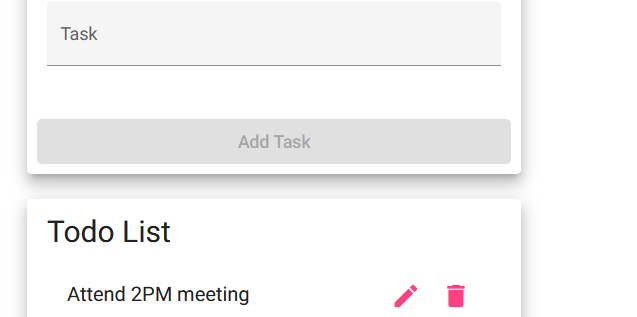 Task
Add Task
Todo List
Attend 2PM meeting